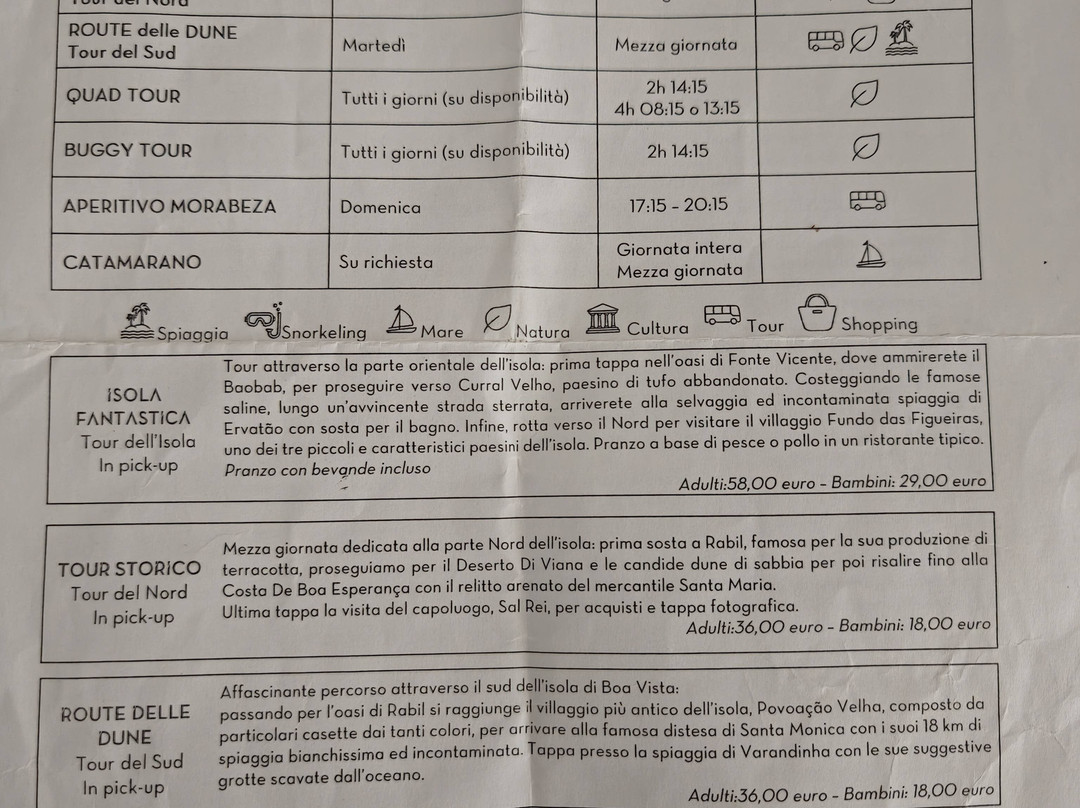 Tour del Nord
ROUTE delle DUNE
Tour del Sud
Martedì
Mezza giornata
QUAD TOUR
Tutti i giorni (su disponibilità)
2h 14:15
4h 08:15 o 13:15
BUGGY TOUR
Tutti i giorni (su disponibilità)
2h 14:15
APERITIVO MORABEZA
Domenica
17:15 - 20:15
CATAMARANO
Su richiesta
Giornata intera
Mezza giornata
Spiaggia Snorkeling Mare Natura Cultura Tour Shopping
ISOLA
FANTASTICA
Tour dell'Isola
In pick-up
Tour attraverso la parte orientale dell'isola: prima tappa nell'oasi di Fonte Vicente, dove ammirerete il
Baobab, per proseguire verso Curral Velho, paesino di tufo abbandonato. Costeggiando le famose
saline, lungo un'avvincente strada sterrata, arriverete alla selvaggia ed incontaminata spiaggia di
Ervatão con sosta per il bagno. Infine, rotta verso il Nord per visitare il villaggio Fundo das Figueiras,
uno dei tre piccoli e caratteristici paesini dell'isola. Pranzo a base di pesce o pollo in un ristorante tipico.
Pranzo con bevande incluso
Adulti:58,00 euro - Bambini: 29,00 euro
TOUR STORICO
Tour del Nord
In pick-up
Mezza giornata dedicata alla parte Nord dell'isola: prima sosta a Rabil, famosa per la sua produzione di
terracotta, proseguiamo per il Deserto Di Viana e le candide dune di sabbia per poi risalire fino alla
Costa De Boa Esperança con il relitto arenato del mercantile Santa Maria.
Ultima tappa la visita del capoluogo, Sal Rei, per acquisti e tappa fotografica.
Adulti:36,00 euro - Bambini: 18,00 euro
ROUTE DELLE
DUNE
Tour del Sud
In pick-up
Affascinante percorso attraverso il sud dell'isola di Boa Vista:
passando per l'oasi di Rabil si raggiunge il villaggio più antico dell'isola, Povoação Velha, composto da
particolari casette dai tanti colori, per arrivare alla famosa distesa di Santa Monica con i suoi 18 km di
spiaggia bianchissima ed incontaminata. Tappa presso la spiaggia di Varandinha con le sue suggestive
grotte scavate dall'oceano.
Adulti:36,00 euro - Bambini: 18,00 euro